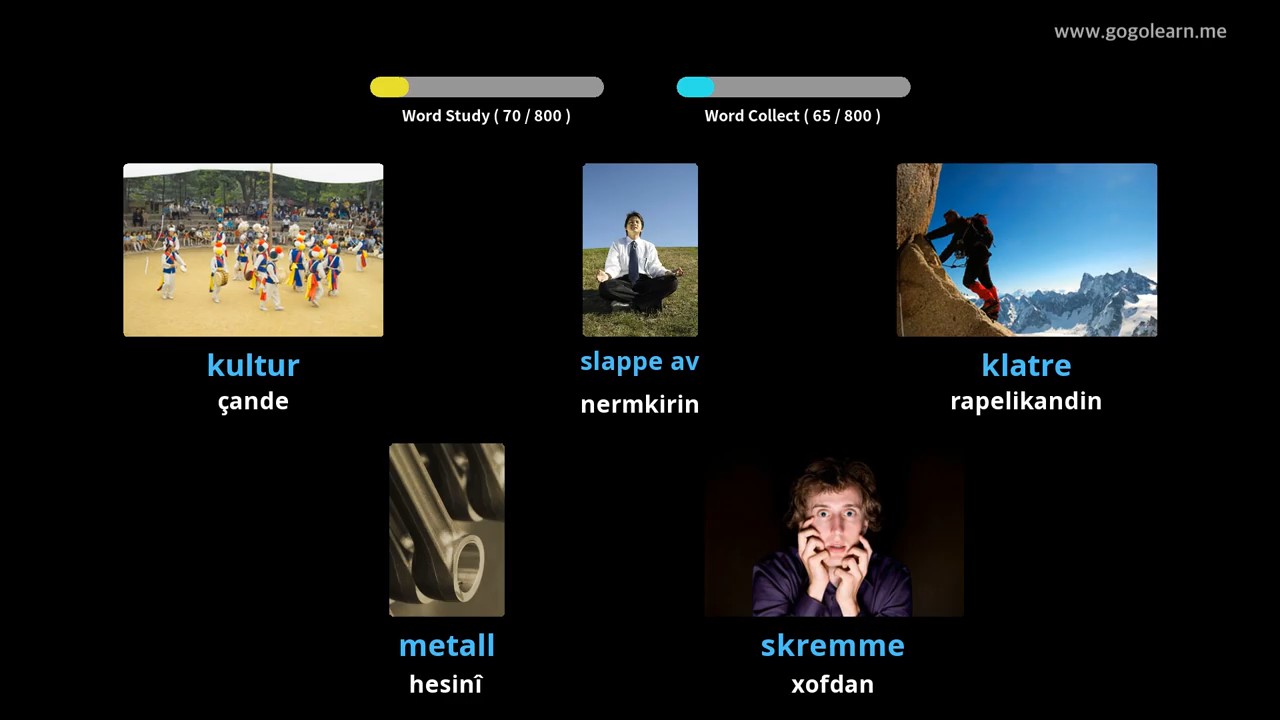 www.gogolearn.me
Word Study ( 70 / 800 )
Word Collect ( 65 / 800 )
kultur
çande
slappe av
nermkirin
klatre
rapelikandin
metall
hesinî
skremme
xofdan